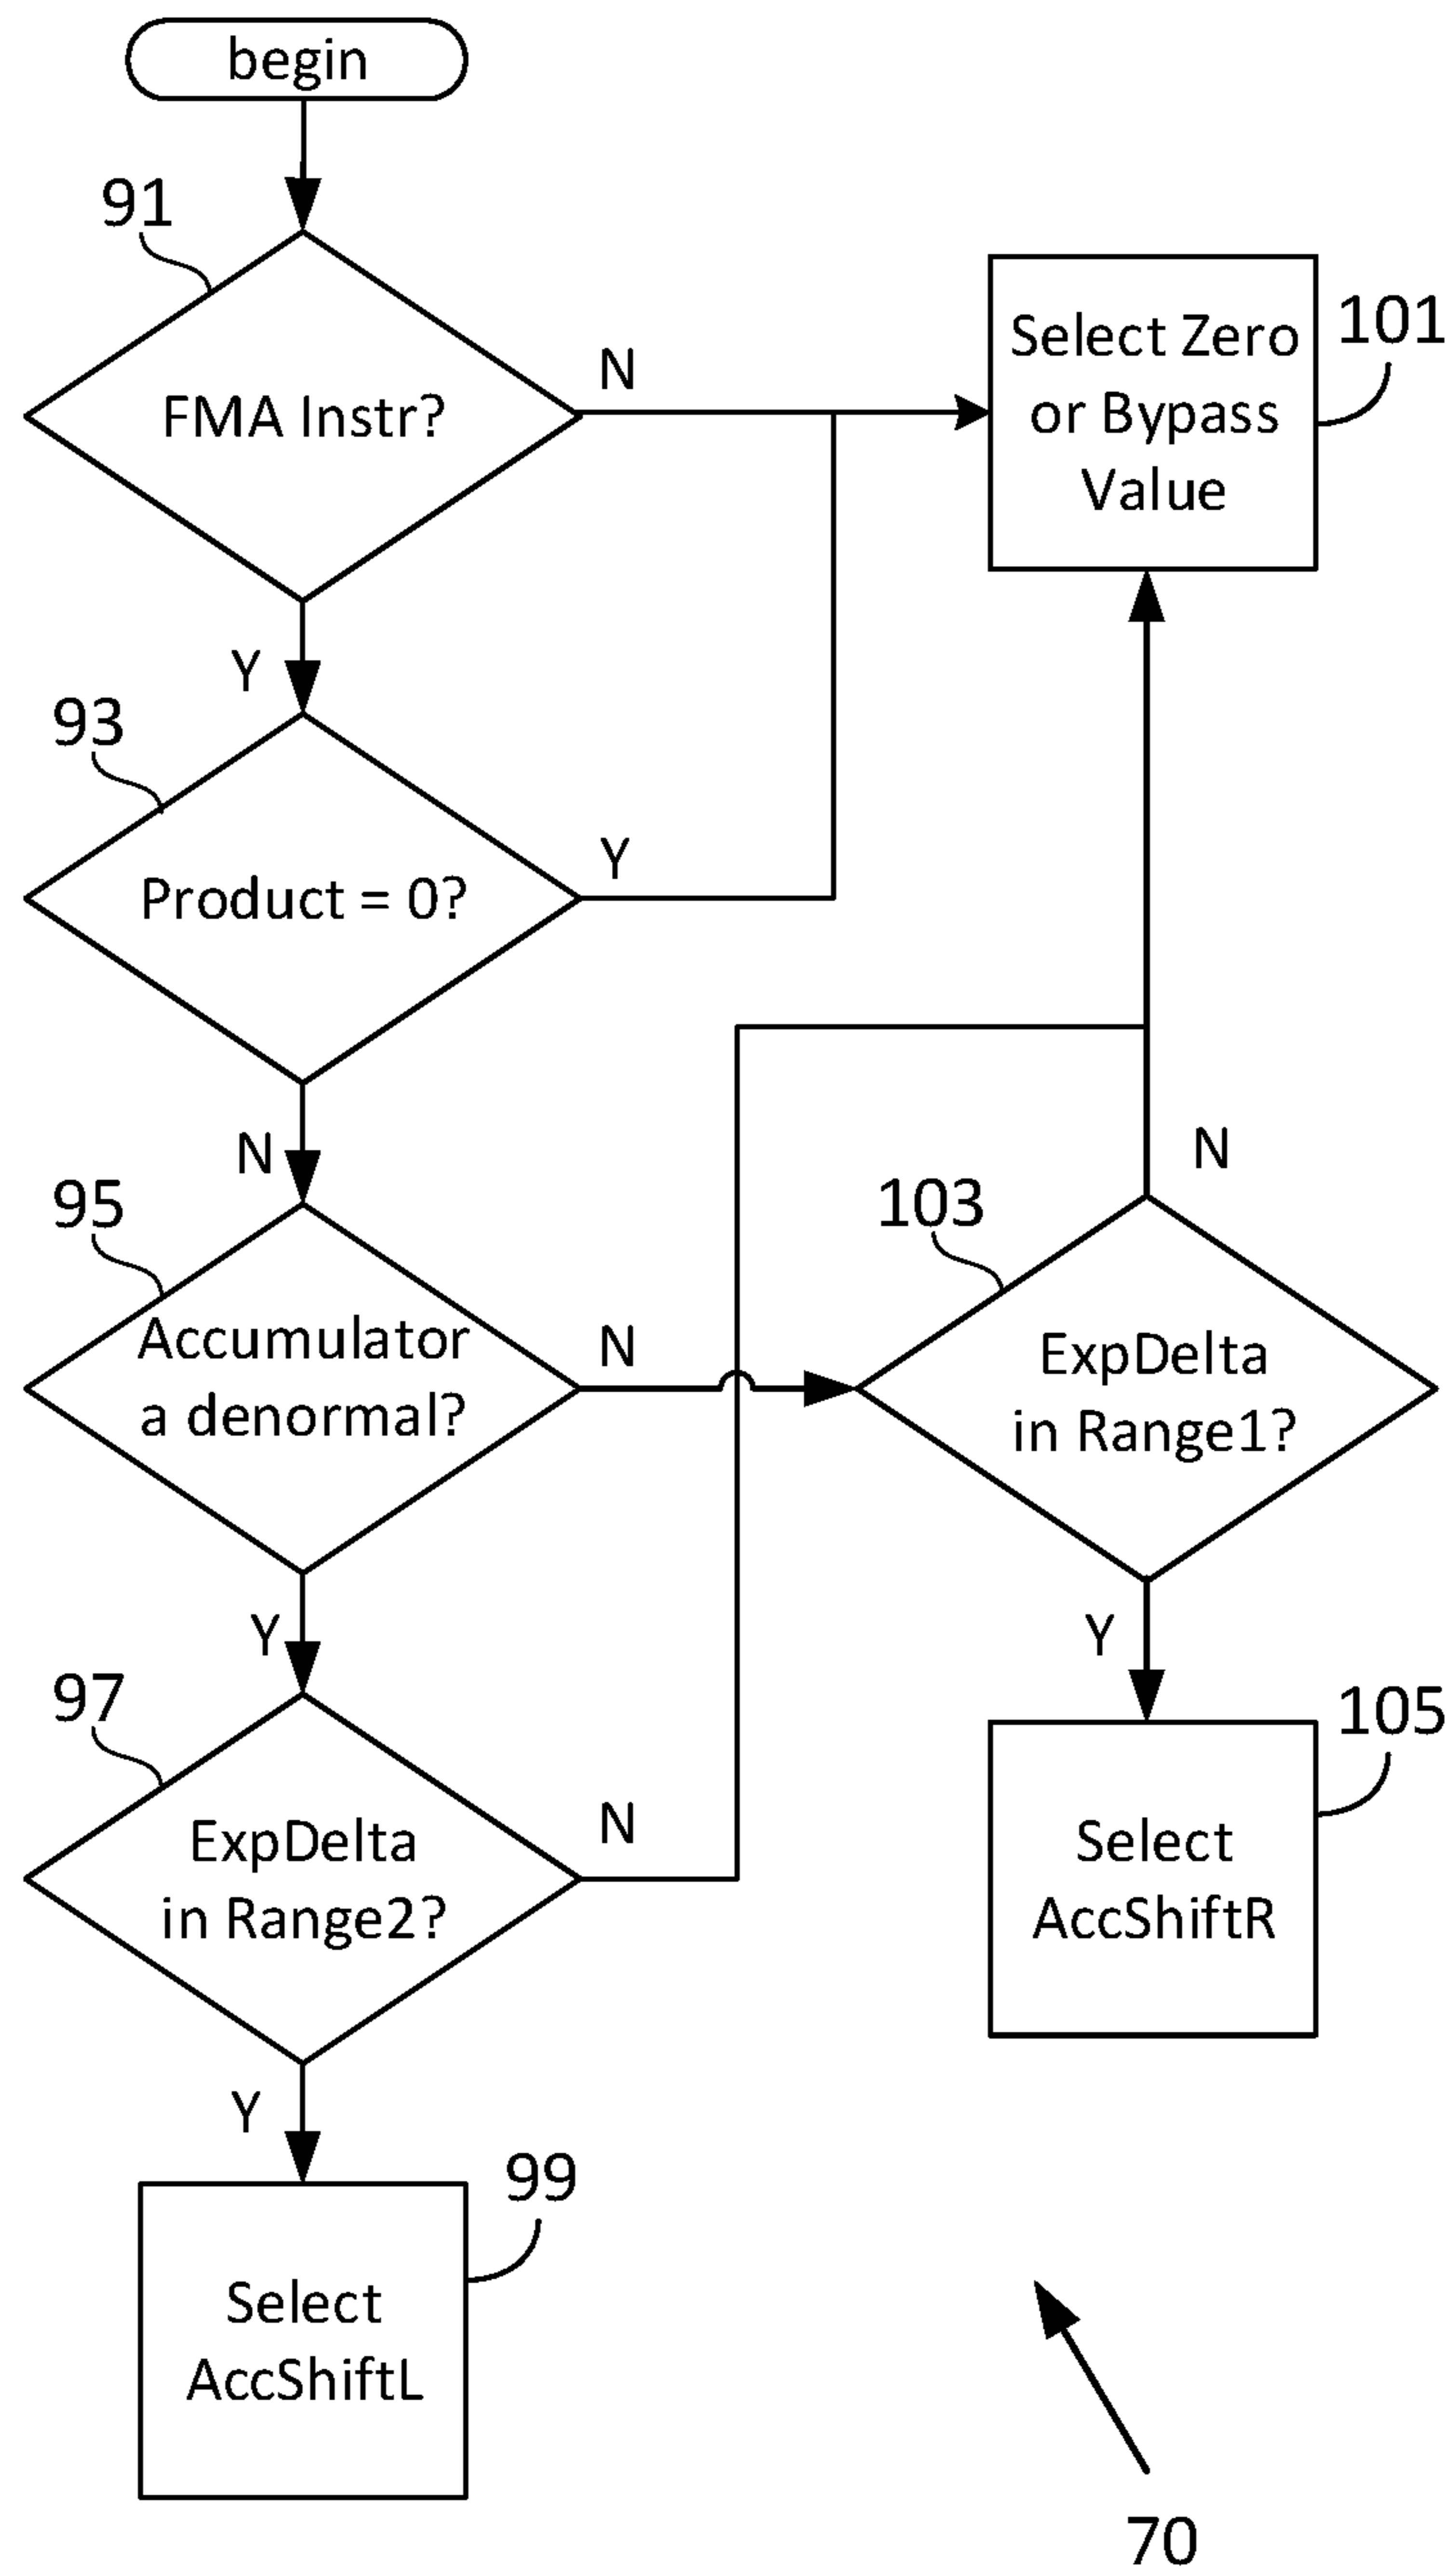 begin
91
FMA Instr?
N
Select Zero
or Bypass
Value
101
Y
93
Product = 0?
Y
N
95
Accumulator
a denormal?
N
103
ExpDelta
in Range1?
N
Y
97
ExpDelta
in Range2?
N
Y
105
Select
AccShiftR
Y
99
Select
AccShiftL
70